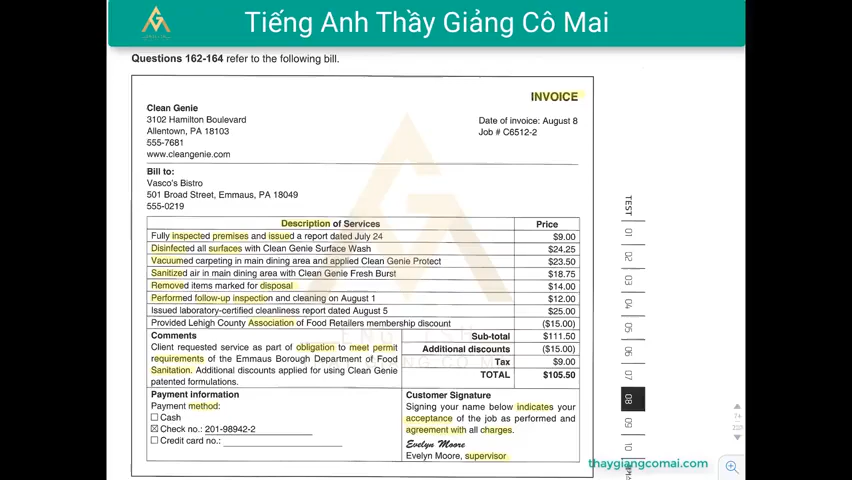 Tiếng Anh Thầy Giảng Cô Mai
Questions 162-164 refer to the following bill.
INVOICE
Clean Genie
3102 Hamilton Boulevard
Allentown, PA 18103
555-7681
www.cleangenie.com
Date of invoice: August 8
Job # C6512-2
Bill to:
Vasco's Bistro
501 Broad Street, Emmaus, PA 18049
555-0219
Description of Services Price
Fully inspected premises and issued a report dated July 24 $9.00
Disinfected all surfaces with Clean Genie Surface Wash $24.25
Vacuumed carpeting in main dining area and applied Clean Genie Protect $23.50
Sanitized air in main dining area with Clean Genie Fresh Burst $18.75
Removed items marked for disposal $14.00
Performed follow-up inspection and cleaning on August 1 $12.00
Issued laboratory-certified cleanliness report dated August 5 $25.00
Provided Lehigh County Association of Food Retailers membership discount ($15.00)
Comments
Client requested service as part of obligation to meet permit
requirements of the Emmaus Borough Department of Food
Sanitation. Additional discounts applied for using Clean Genie
patented formulations.
Sub-total $111.50
Additional discounts ($15.00)
Tax $9.00
TOTAL $105.50
Payment information
Payment method:
Cash
Check no.: 201-98942-2
Credit card no.:
Customer Signature
Signing your name below indicates your
acceptance of the job as performed and
agreement with all charges.
Evelyn Moore
Evelyn Moore, supervisor
TEST
01
02
03
04
05
06
07
08
09
10
thaygiangcomai.com